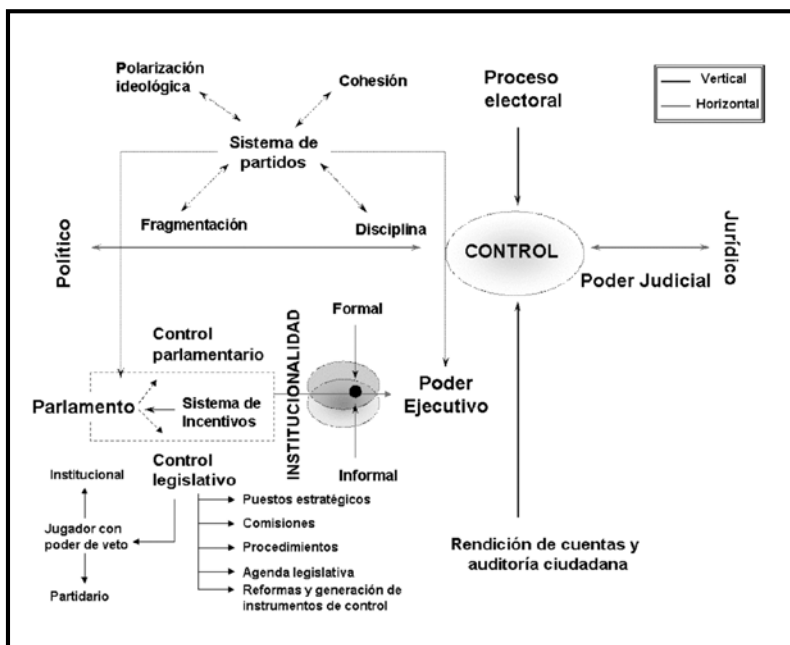 Polarización
ideológica
Cohesión
Proceso
electoral
Vertical
Horizontal
Sistema de
partidos
Fragmentación
Disciplina
Político
CONTROL
Jurídico
Poder Judicial
Control
parlamentario
INSTITUCIONALIDAD
Formal
Parlamento
Sistema de
Incentivos
Poder
Ejecutivo
Control
legislativo
Informal
Institucional
Jugador con
poder de veto
Partidario
Puestos estratégicos
Comisiones
Procedimientos
Agenda legislativa
Reformas y generación de
instrumentos de control
Rendición de cuentas y
auditoría ciudadana